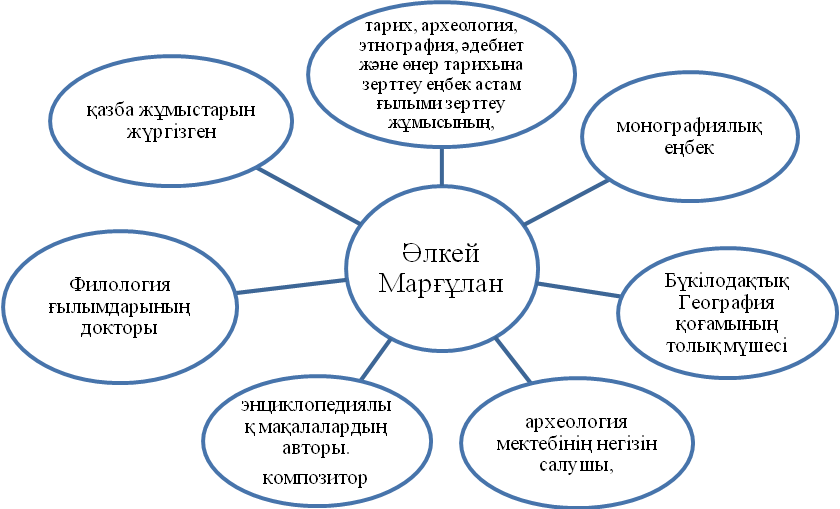 тарих, археология,
этнография, әдебиет
және өнер тарихына
зерттеу еңбек астам
ғылыми зерттеу
жұмысының,
қазба жұмыстарын
жүргізген
монографиялық
еңбек
Әлкей
Марғұлан
Филология
ғылымдарының
докторы
Бүкілодақтық
География
қоғамының
толық мүшесі
энциклопедиялы
қ мақалалардың
авторы.
композитор
археология
мектебінің негізін
салушы,